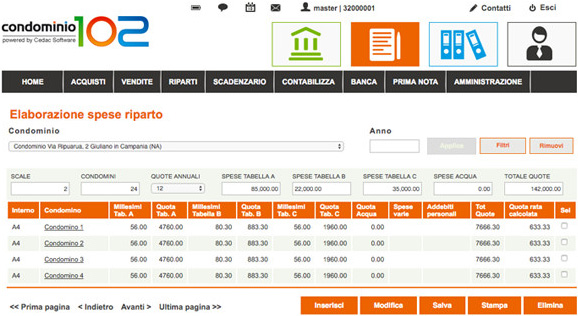 condominio102
powered by Cedac Software
master | 32000001
Contatti
Esci
HOME ACQUISTI VENDITE RIPARTI SCADENZARIO CONTABILIZZA BANCA PRIMA NOTA AMMINISTRAZIONE
Elaborazione spese riparto
Condominio Anno
Condominio Via Ripuarua, 2 Giuliano in Campania (NA) Applica Filtri Rimuovi
SCALE CONDOMINI QUOTE ANNUALI SPESE TABELLA A SPESE TABELLA B SPESE TABELLA C SPESE ACQUA TOTALE QUOTE
2 24 12 85,000.00 22,000.00 35,000.00 0.00 142,000.00
Interno Condomino Millesimi Tab. A Quota Tab. A Millesimi Tabella B Quota Tab. B Millesimi Tab. C Quota Tab. C Quota Acqua Spese varie Addebiti personali Tot Quote Quota rata calcolata Sel
A4 Condomino 1 56.00 4760.00 80.30 883.30 56.00 1960.00 0.00 7666.30 633.33
A4 Condomino 2 56.00 4760.00 80.30 883.30 56.00 1960.00 0.00 7666.30 633.33
A4 Condomino 3 56.00 4760.00 80.30 883.30 56.00 1960.00 0.00 7666.30 633.33
A4 Condomino 4 56.00 4760.00 80.30 883.30 56.00 1960.00 0.00 7666.30 633.33
<< Prima pagina < Indietro Avanti > Ultima pagina >> Inserisci Modifica Salva Stampa Elimina